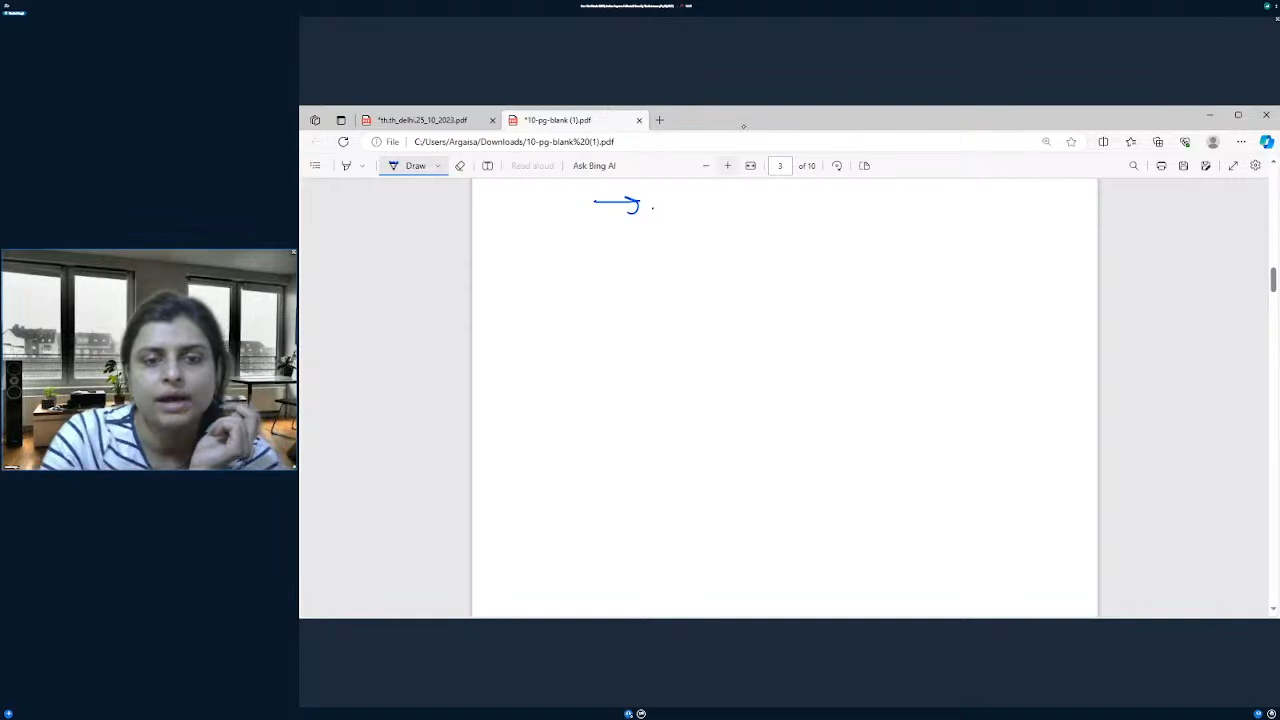 *th.th_delhi.25_10_2023.pdf
*10-pg-blank (1).pdf
File
C:/Users/Argaisa/Downloads/10-pg-blank%20(1).pdf
Draw
Read aloud
Ask Bing AI
3
of 10